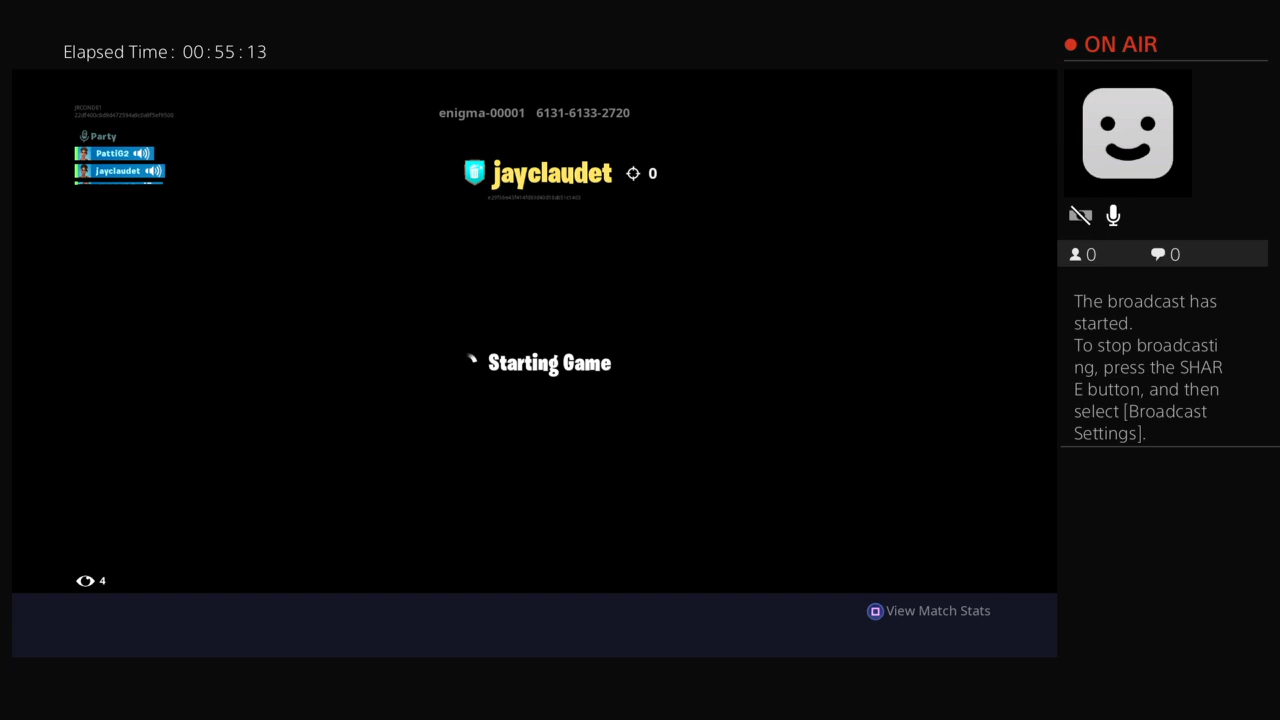 Elapsed Time: 00:55:13
ON AIR
JRCONDE1
Party
PattiG2
jayclaudet
enigma-00001 6131-6133-2720
jayclaudet 0
Starting Game
4
View Match Stats
0 0
The broadcast has
started.
To stop broadcasti
ng, press the SHAR
E button, and then
select [Broadcast
Settings].